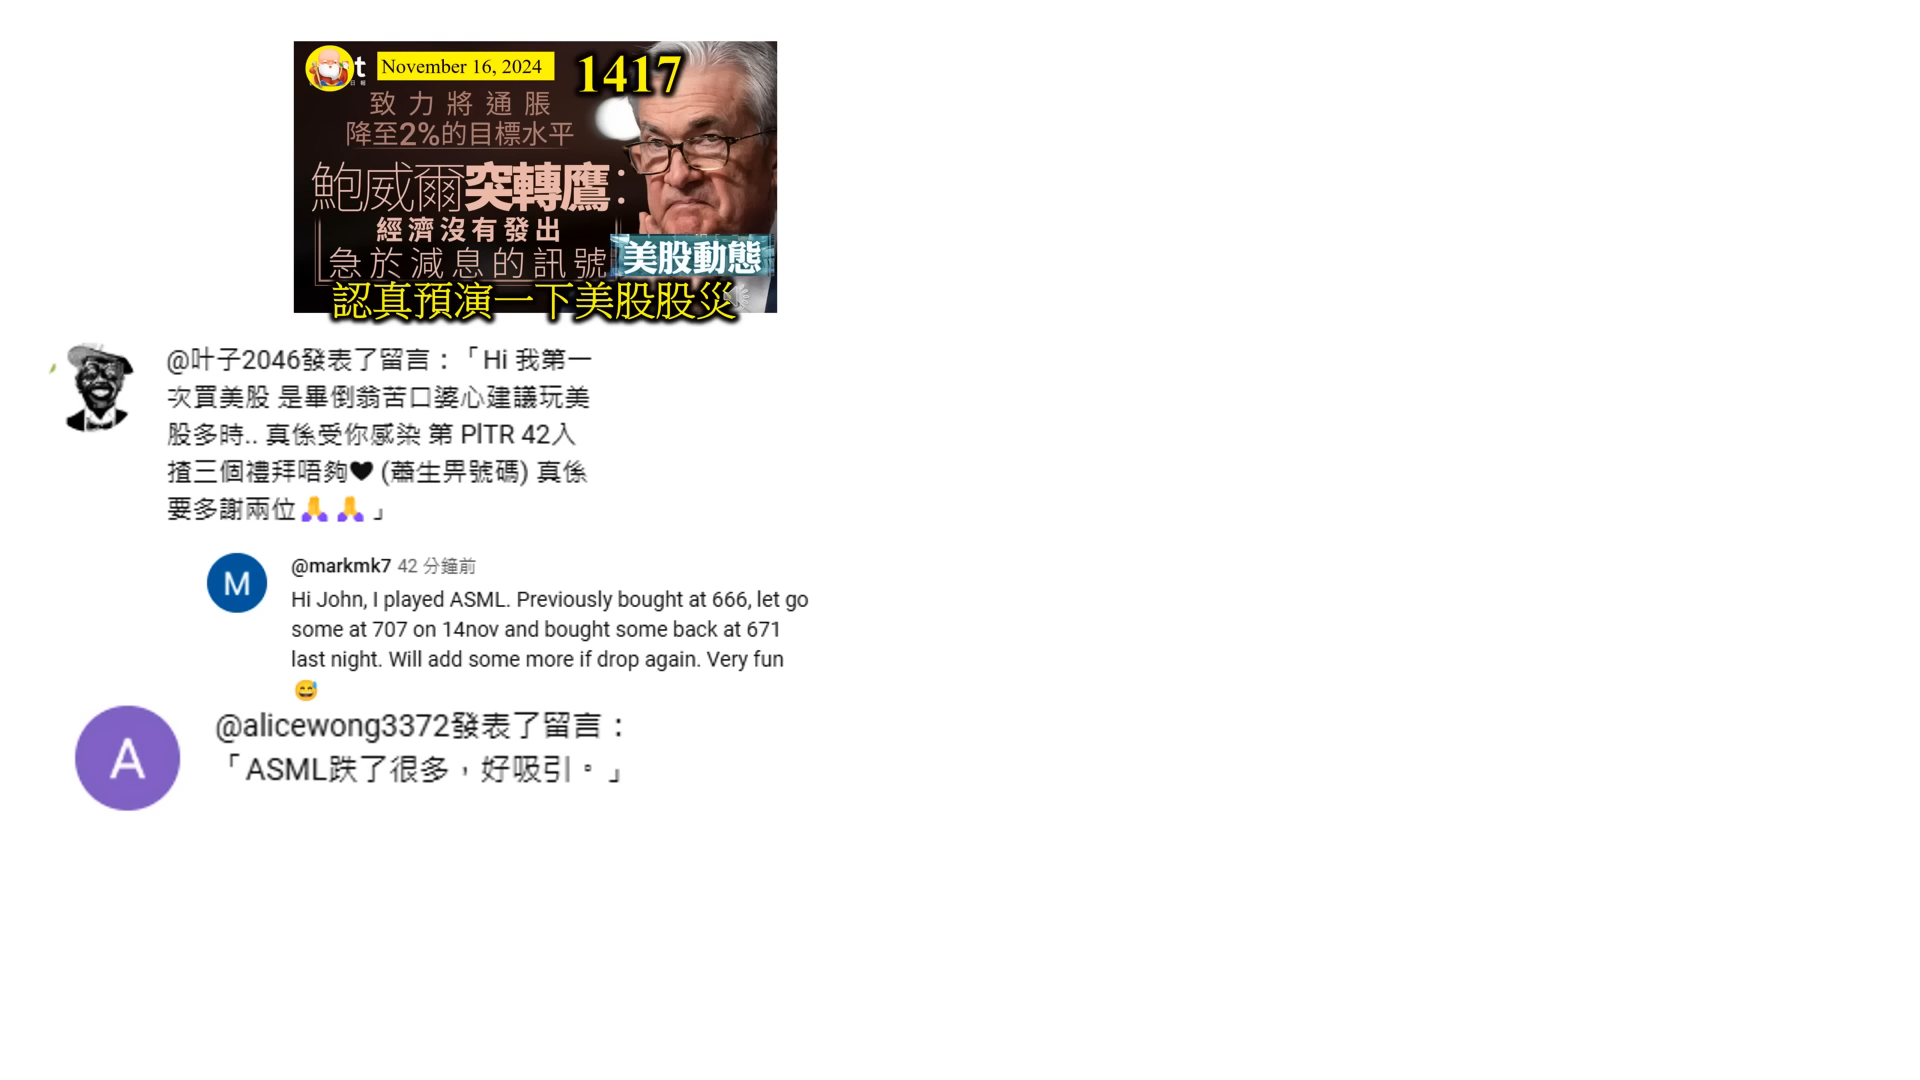 t
November 16, 2024
1417
日報
致力將通脹
降至2%的目標水平
鮑威爾突轉鷹:
經濟沒有發出
急於減息的訊號
美股動態
認真預演一下美股股災
@叶子2046發表了留言：「Hi 我第一
次買美股 是畢倒翁苦口婆心建議玩美
股多時.. 真係受你感染 第 PlTR 42入
揸三個禮拜唔夠🖤 (蕭生畀號碼) 真係
要多謝兩位🙏 🙏 」
M
@markmk7 42 分鐘前
Hi John, I played ASML. Previously bought at 666, let go
some at 707 on 14nov and bought some back at 671
last night. Will add some more if drop again. Very fun
😅
A
@alicewong3372發表了留言：
「ASML跌了很多，好吸引。」